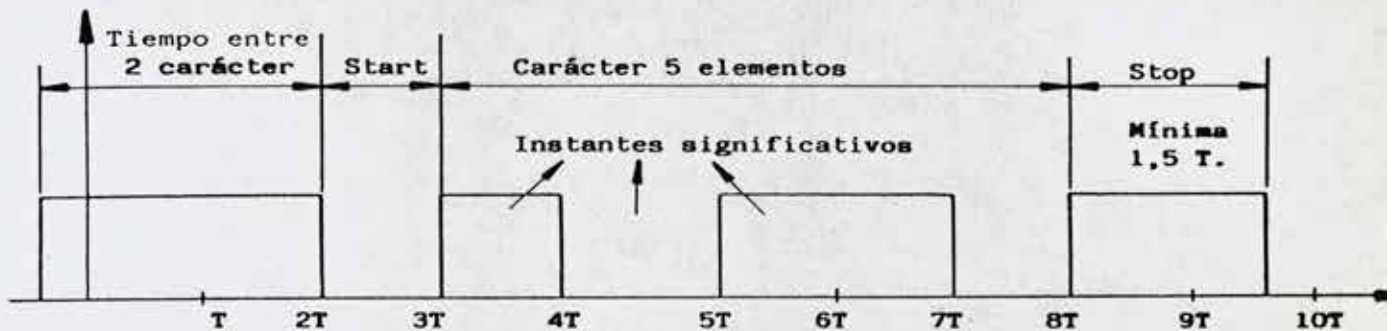 Tiempo entre
2 carácter
Start
Carácter 5 elementos
Stop
Instantes significativos
Mínima
1,5 T.
T 2T 3T 4T 5T 6T 7T 8T 9T 10T